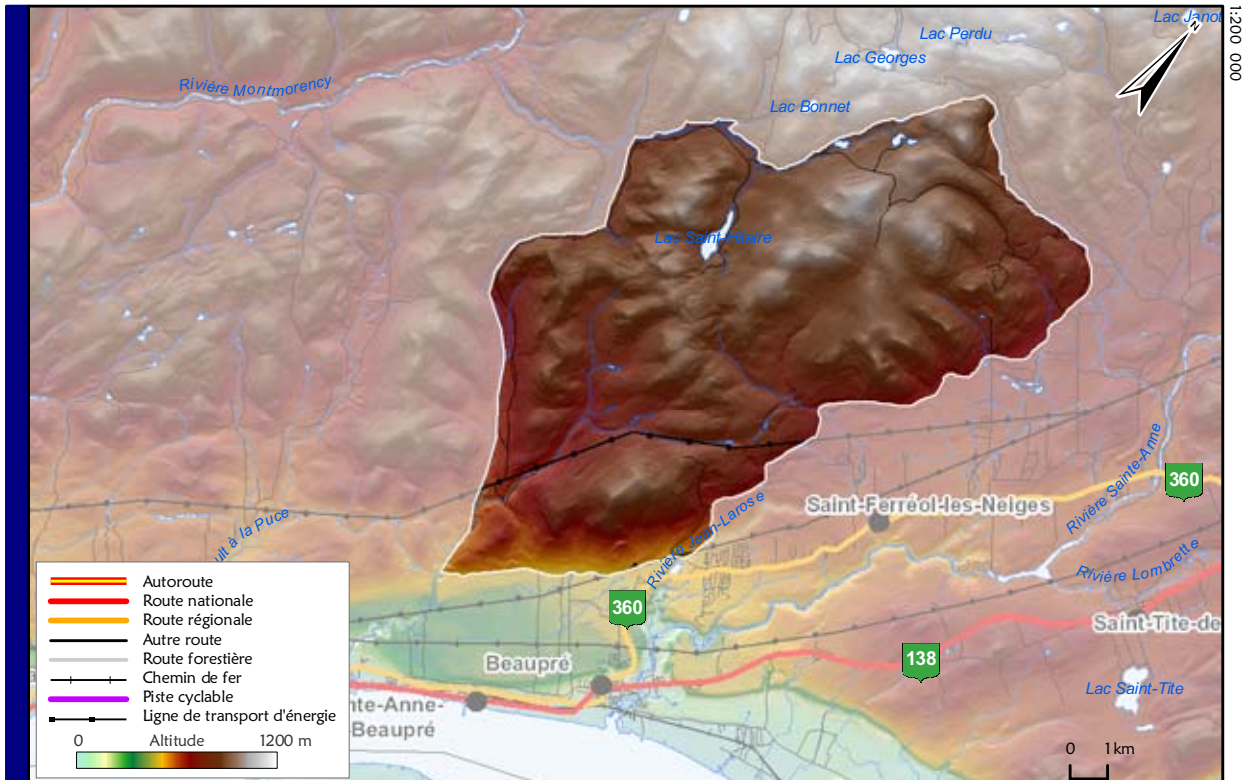 Lac Janot
N
1:200 000
Lac Perdu
Lac Georges
Rivière Montmorency
Lac Bonnet
Lac Saint-Hilaire
Saint-Ferréol-les-Neiges
360
Rivière Sainte-Anne
Rivière Jean-Larose
ult à la Puce
Rivière Lombrette
360
Saint-Tite-de
138
Beaupré
Lac Saint-Tite
nte-Anne-
-Beaupré
Autoroute
Route nationale
Route régionale
Autre route
Route forestière
Chemin de fer
Piste cyclable
Ligne de transport d'énergie
0 Altitude 1200 m
0 1 km